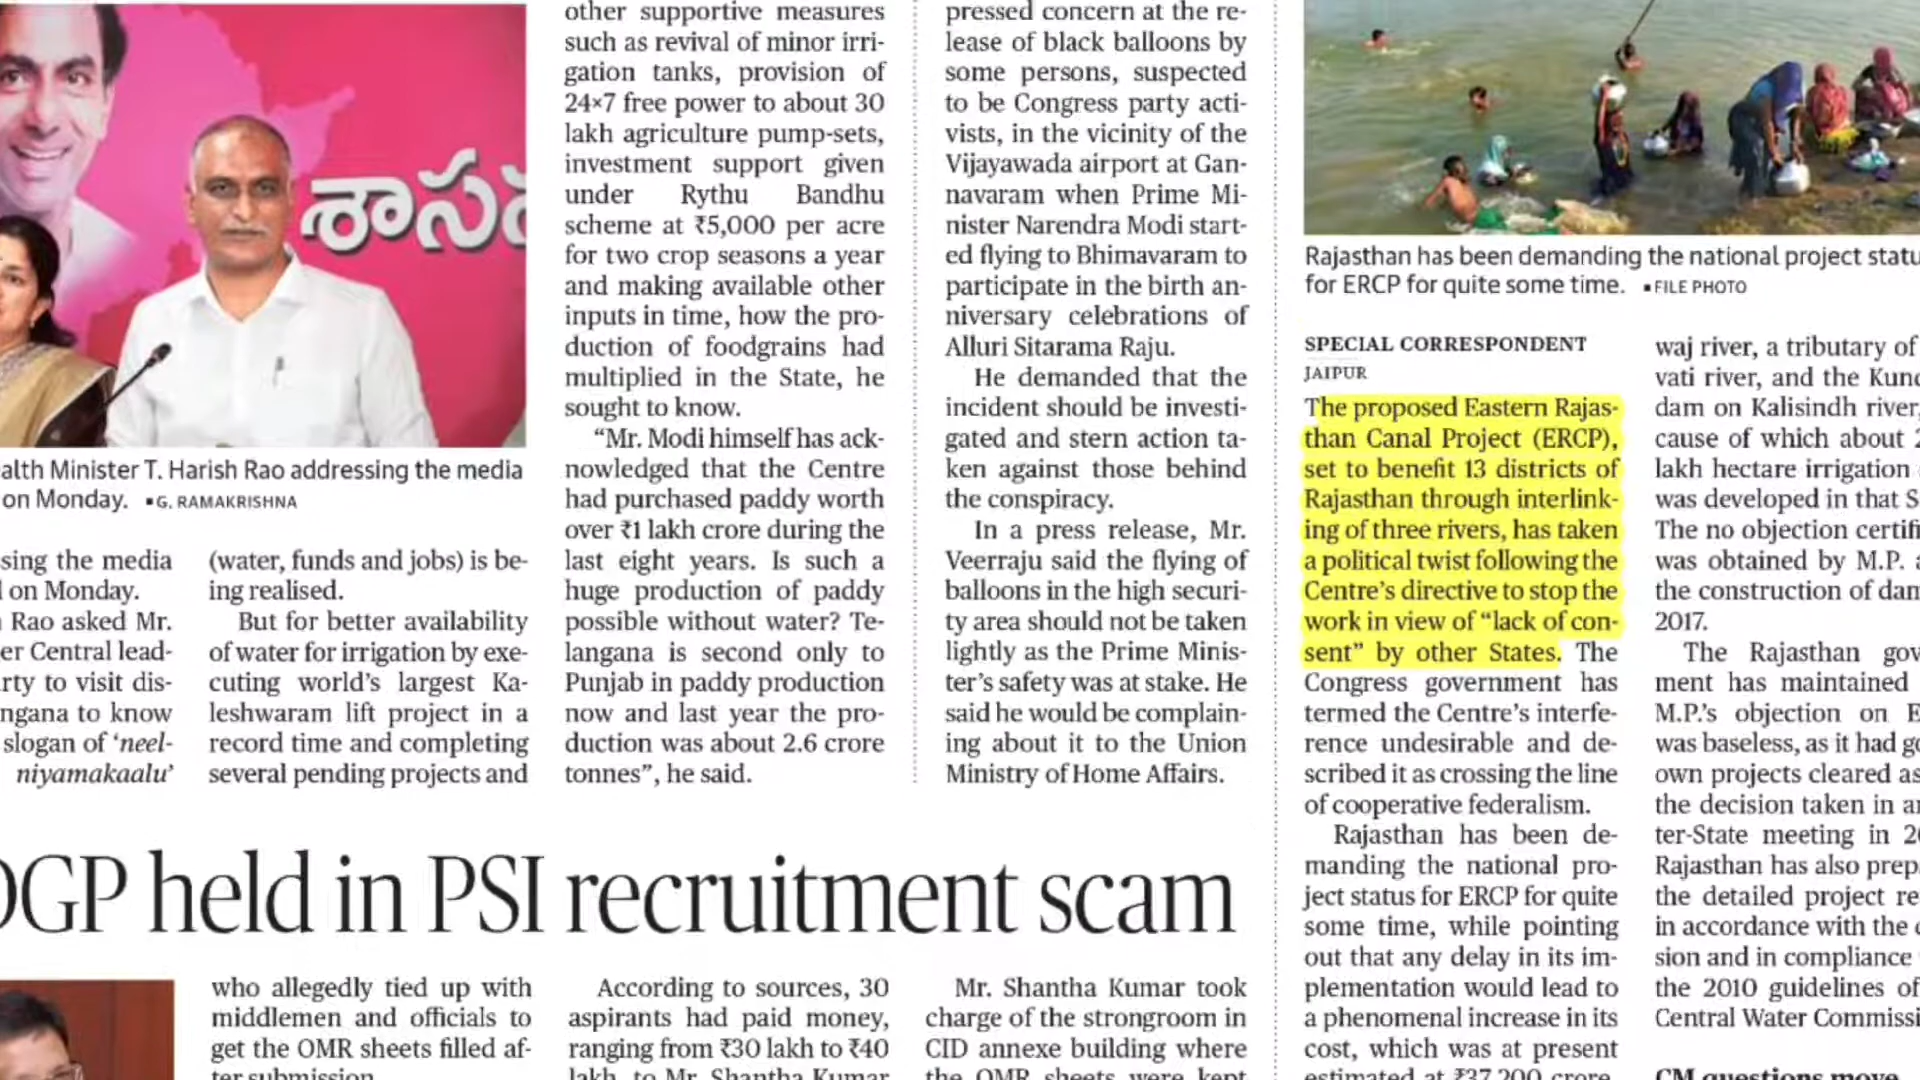 శాసన
alth Minister T. Harish Rao addressing the media
on Monday. ▪G. RAMAKRISHNA
sing the media
on Monday.
Rao asked Mr.
er Central lead-
rty to visit dis-
ngana to know
slogan of ‘neel-
niyamakaalu’
(water, funds and jobs) is be-
ing realised.
But for better availability
of water for irrigation by exe-
cuting world’s largest Ka-
leshwaram lift project in a
record time and completing
several pending projects and
other supportive measures
such as revival of minor irri-
gation tanks, provision of
24×7 free power to about 30
lakh agriculture pump-sets,
investment support given
under Rythu Bandhu
scheme at ₹5,000 per acre
for two crop seasons a year
and making available other
inputs in time, how the pro-
duction of foodgrains had
multiplied in the State, he
sought to know.
“Mr. Modi himself has ack-
nowledged that the Centre
had purchased paddy worth
over ₹1 lakh crore during the
last eight years. Is such a
huge production of paddy
possible without water? Te-
langana is second only to
Punjab in paddy production
now and last year the pro-
duction was about 2.6 crore
tonnes”, he said.
pressed concern at the re-
lease of black balloons by
some persons, suspected
to be Congress party acti-
vists, in the vicinity of the
Vijayawada airport at Gan-
navaram when Prime Mi-
nister Narendra Modi start-
ed flying to Bhimavaram to
participate in the birth an-
niversary celebrations of
Alluri Sitarama Raju.
He demanded that the
incident should be investi-
gated and stern action ta-
ken against those behind
the conspiracy.
In a press release, Mr.
Veerraju said the flying of
balloons in the high securi-
ty area should not be taken
lightly as the Prime Minis-
ter’s safety was at stake. He
said he would be complain-
ing about it to the Union
Ministry of Home Affairs.
Rajasthan has been demanding the national project statu
for ERCP for quite some time. ▪FILE PHOTO
SPECIAL CORRESPONDENT
JAIPUR
The proposed Eastern Rajas-
than Canal Project (ERCP),
set to benefit 13 districts of
Rajasthan through interlink-
ing of three rivers, has taken
a political twist following the
Centre’s directive to stop the
work in view of “lack of con-
sent” by other States. The
Congress government has
termed the Centre’s interfe-
rence undesirable and de-
scribed it as crossing the line
of cooperative federalism.
Rajasthan has been de-
manding the national pro-
ject status for ERCP for quite
some time, while pointing
out that any delay in its im-
plementation would lead to
a phenomenal increase in its
cost, which was at present
estimated at ₹37,200 crore.
waj river, a tributary of
vati river, and the Kund
dam on Kalisindh river,
cause of which about 2
lakh hectare irrigation
was developed in that S
The no objection certifi
was obtained by M.P. a
the construction of dam
2017.
The Rajasthan gov
ment has maintained
M.P.’s objection on E
was baseless, as it had go
own projects cleared as
the decision taken in an
ter-State meeting in 20
Rajasthan has also prep
the detailed project re
in accordance with the d
sion and in compliance
the 2010 guidelines of
Central Water Commissi
CM questions move
DGP held in PSI recruitment scam
who allegedly tied up with
middlemen and officials to
get the OMR sheets filled af-
ter submission.
According to sources, 30
aspirants had paid money,
ranging from ₹30 lakh to ₹40
lakh, to Mr. Shantha Kumar
Mr. Shantha Kumar took
charge of the strongroom in
CID annexe building where
the OMR sheets were kept